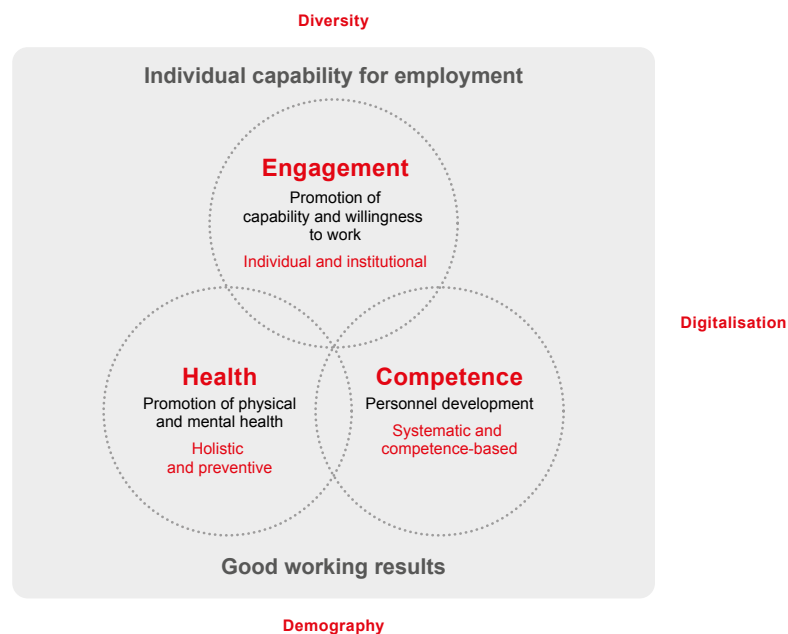 Diversity
Individual capability for employment
Engagement
Promotion of
capability and willingness
to work
Individual and institutional
Digitalisation
Health
Promotion of physical
and mental health
Holistic
and preventive
Competence
Personnel development
Systematic and
competence-based
Good working results
Demography